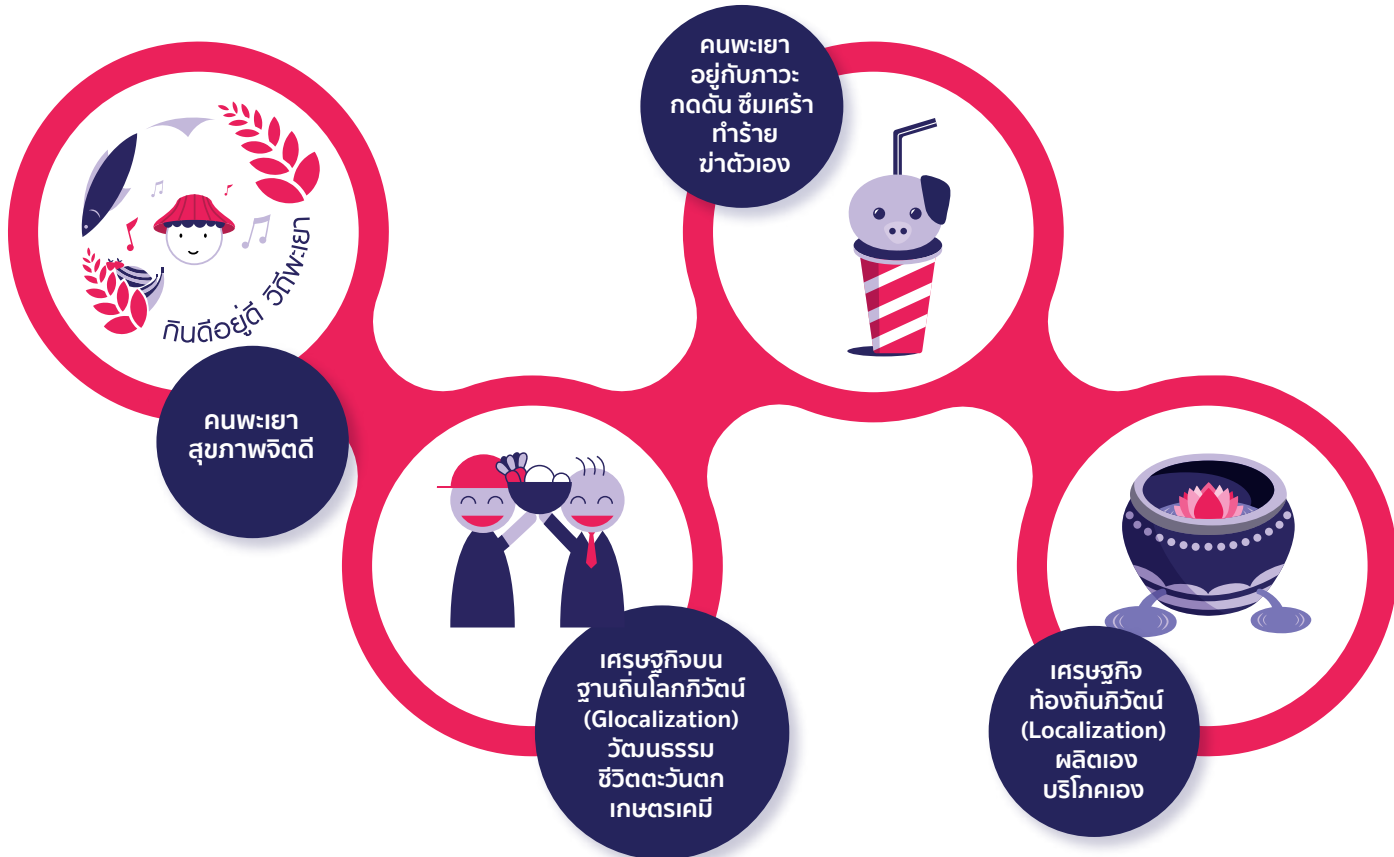 กินดีอยู่ดี วิถีพะเยา
คนพะเยา
สุขภาพจิตดี
เศรษฐกิจบน
ฐานถิ่นโลกภิวัตน์
(Glocalization)
วัฒนธรรม
ชีวิตตะวันตก
เกษตรเคมี
คนพะเยา
อยู่กับภาวะ
กดดัน ซึมเศร้า
ทำร้าย
ฆ่าตัวเอง
เศรษฐกิจ
ท้องถิ่นภิวัตน์
(Localization)
ผลิตเอง
บริโภคเอง